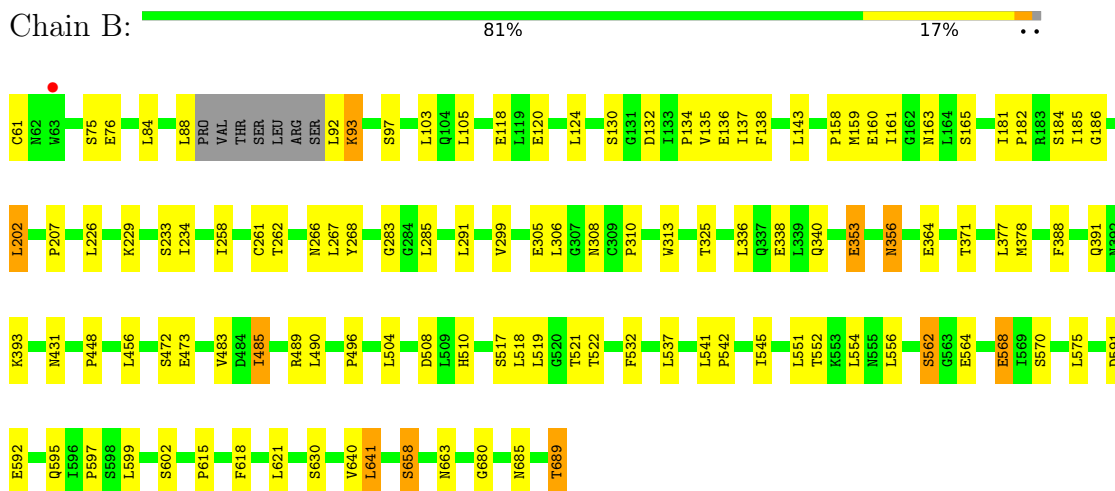 Chain B:
81% 17% • •
C61 N62 W63 S75 E76 L84 L88 PRO VAL THR SER LEU ARG SER L92 K93 S97 L103 Q104 L105 E118 L119 E120 L124 S130 G131 D132 I133 P134 V135 E136 I137 F138 L143 P158 M159 E160 I161 G162 N163 L164 S165 I181 P182 R183 S184 I185 G186
L202 P207 L226 K229 S233 I234 I258 C261 T262 N266 L267 Y268 G283 G284 L285 L291 V299 E305 L306 G307 N308 C309 P310 W313 T325 L336 Q337 E338 L339 Q340 E353 N356 E364 T371 L377 M378 F388 Q391 N392
K393 N431 P448 L456 S472 E473 V483 D484 I485 R489 L490 P496 L504 D508 L509 H510 S517 L518 L519 G520 T521 T522 F532 L537 L541 P542 I545 L551 T552 K553 L554 N555 L556 S562 G563 E564 E568 I569 S570 L575 D591
E592 Q595 I596 P597 S598 L599 S602 P615 F618 L621 S630 V640 L641 S658 N663 G680 N685 T689